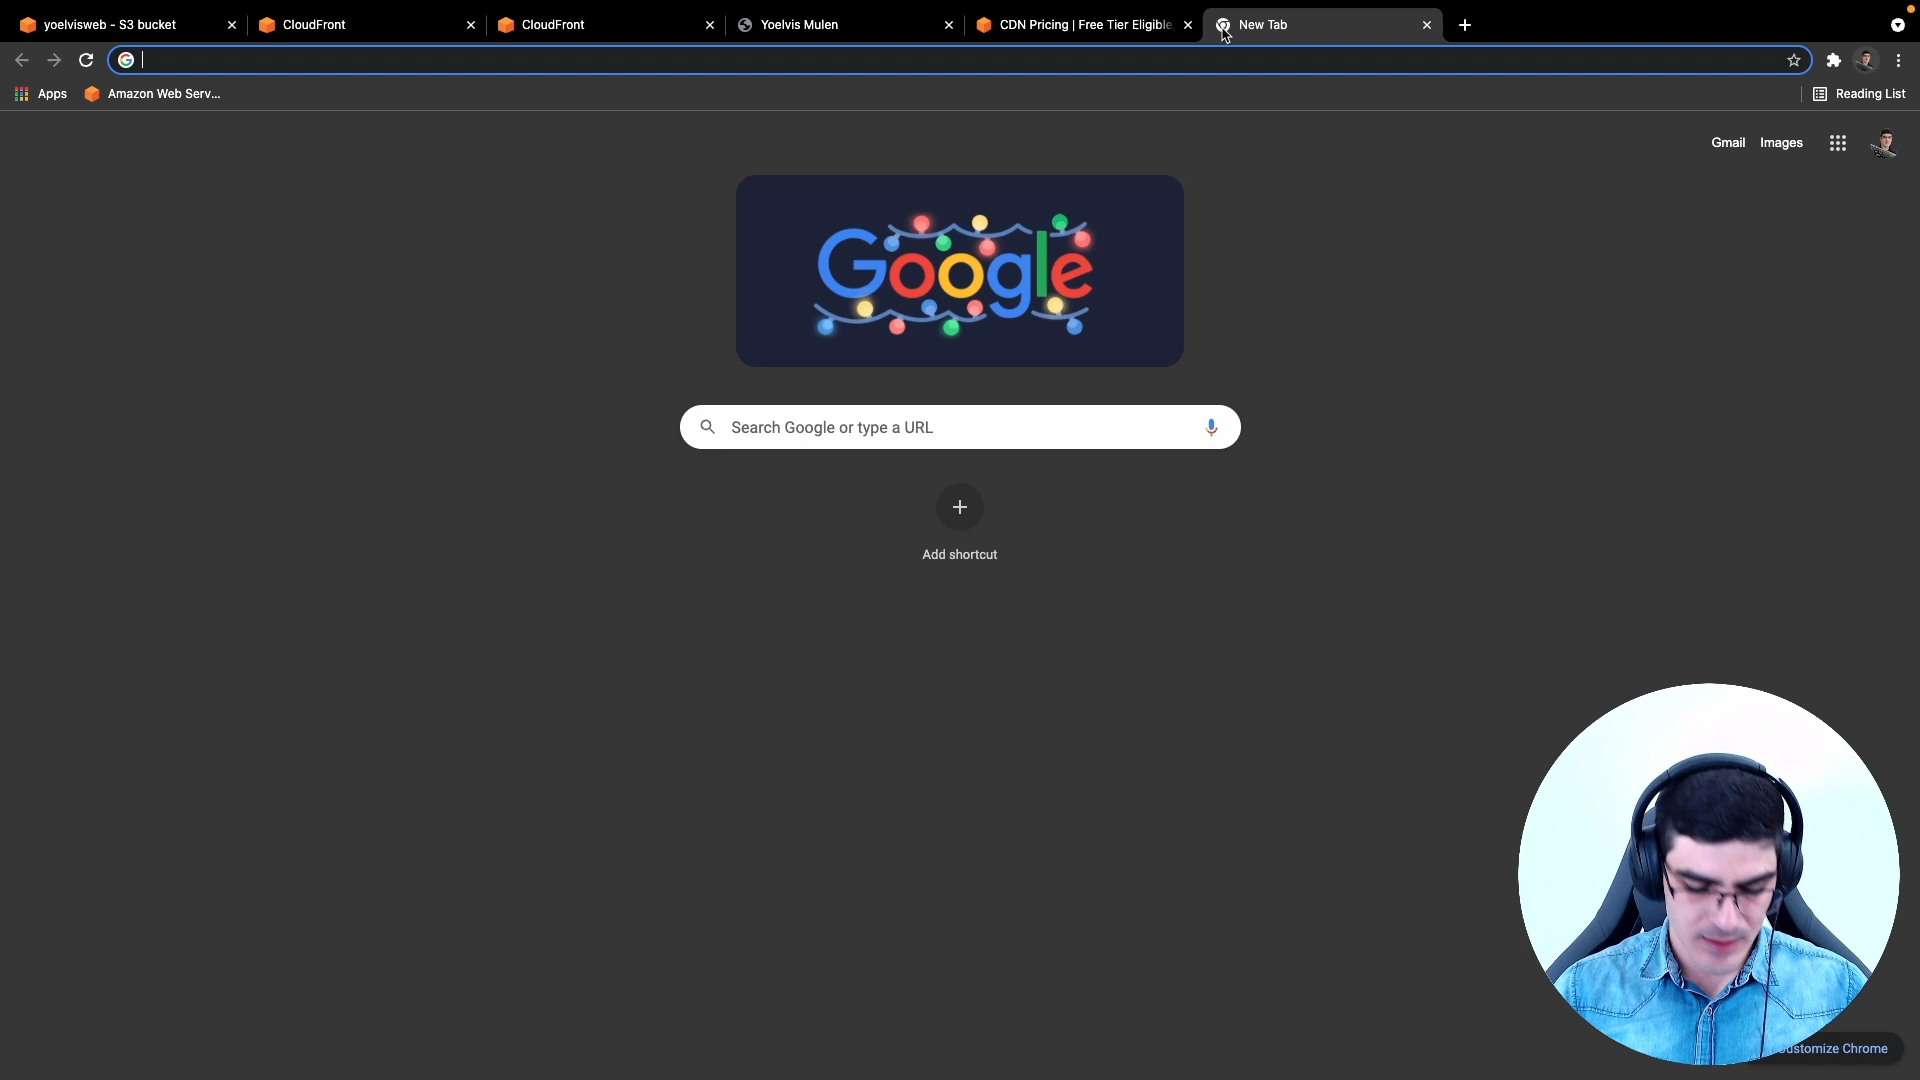 yoelvisweb - S3 bucket
CloudFront
CloudFront
Yoelvis Mulen
CDN Pricing | Free Tier Eligible,
New Tab
Apps
Amazon Web Serv...
Reading List
Gmail
Images
Google
Search Google or type a URL
Add shortcut
ustomize Chrome